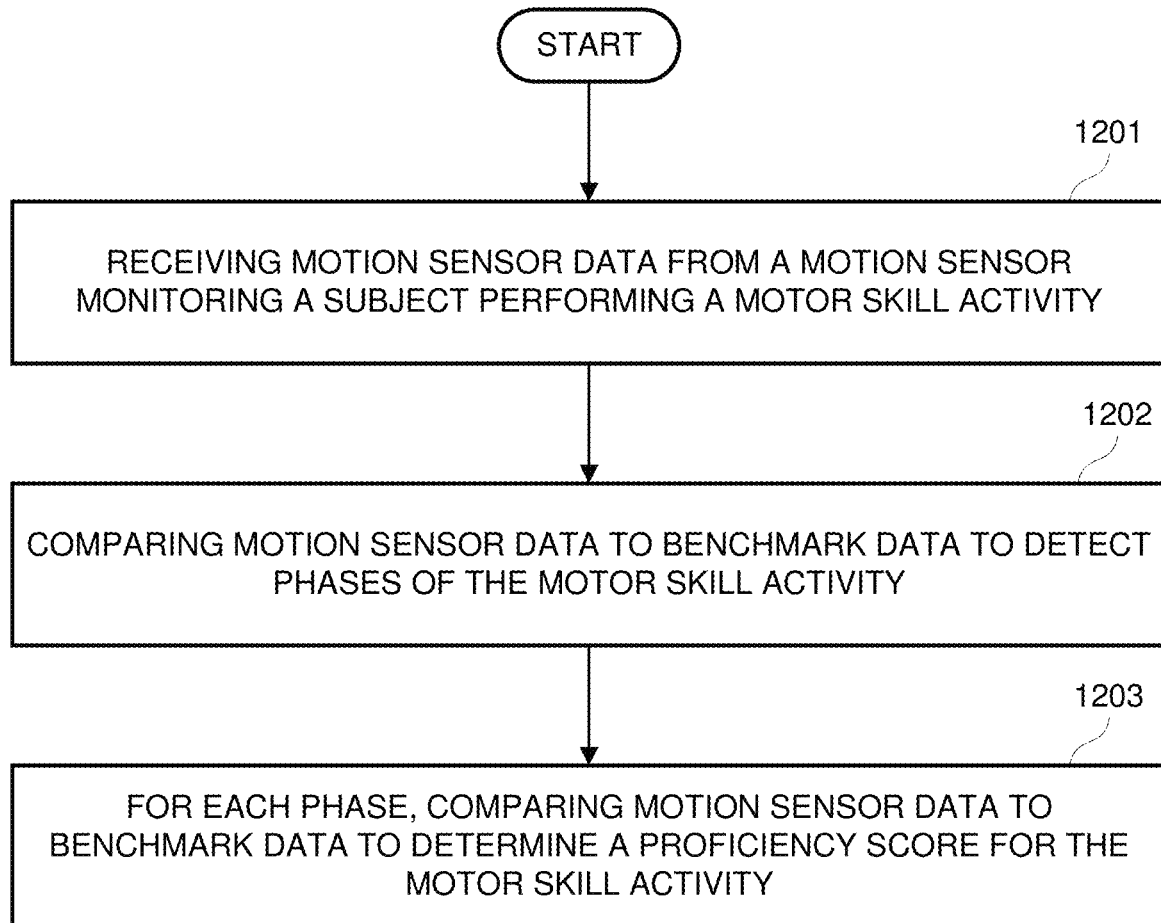 START
1201
RECEIVING MOTION SENSOR DATA FROM A MOTION SENSOR
MONITORING A SUBJECT PERFORMING A MOTOR SKILL ACTIVITY
1202
COMPARING MOTION SENSOR DATA TO BENCHMARK DATA TO DETECT
PHASES OF THE MOTOR SKILL ACTIVITY
1203
FOR EACH PHASE, COMPARING MOTION SENSOR DATA TO
BENCHMARK DATA TO DETERMINE A PROFICIENCY SCORE FOR THE
MOTOR SKILL ACTIVITY